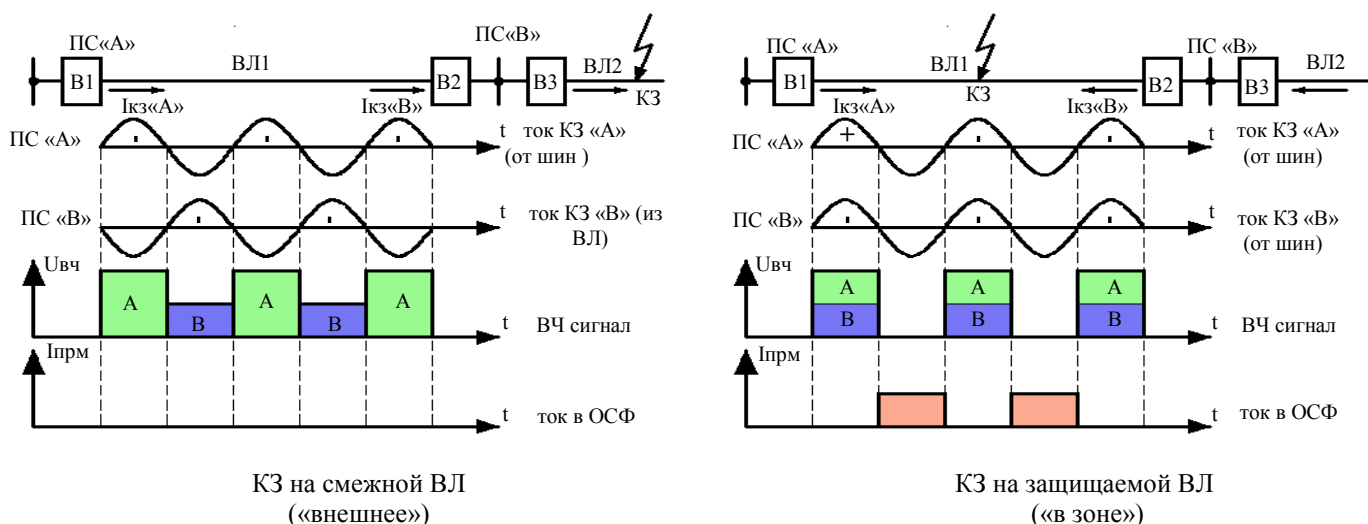 ПС«А»
ВЛ1
ПС«В»
ВЛ2
В1
В2
В3
КЗ
Iкз«А»
Iкз«В»
ПС «А»
t
ток КЗ «А»
(от шин )
ПС «В»
t
ток КЗ «В» (из
ВЛ)
Uвч
А
В
А
В
А
t
ВЧ сигнал
Iпрм
t
ток в ОСФ
КЗ на смежной ВЛ
(«внешнее»)
ПС«А»
ВЛ1
ПС«В»
ВЛ2
В1
В2
В3
КЗ
Iкз«А»
Iкз«В»
ПС «А»
+
t
ток КЗ «А»
(от шин)
ПС «В»
t
ток КЗ «В»
(от шин)
Uвч
А
А
А
В
В
В
t
ВЧ сигнал
Iпрм
t
ток в ОСФ
КЗ на защищаемой ВЛ
(«в зоне»)